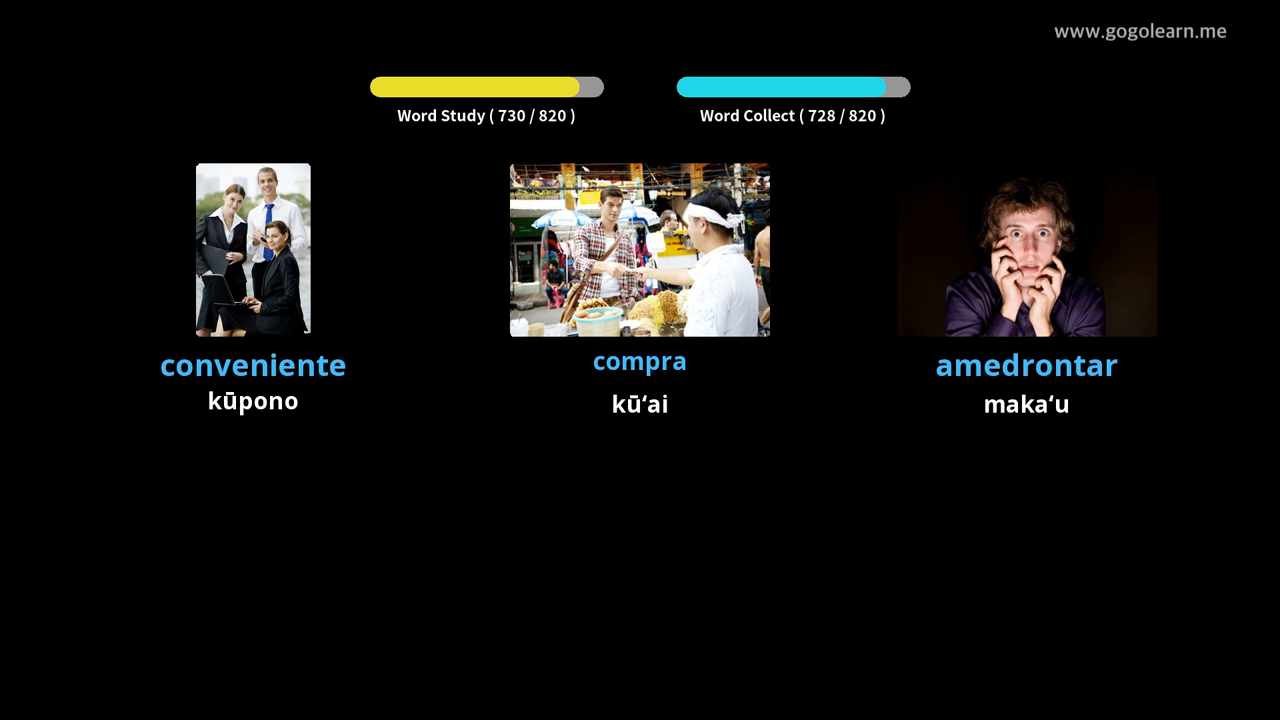 www.gogolearn.me
Word Study ( 730 / 820 )
Word Collect ( 728 / 820 )
conveniente
kūpono
compra
kūʻai
amedrontar
makaʻu